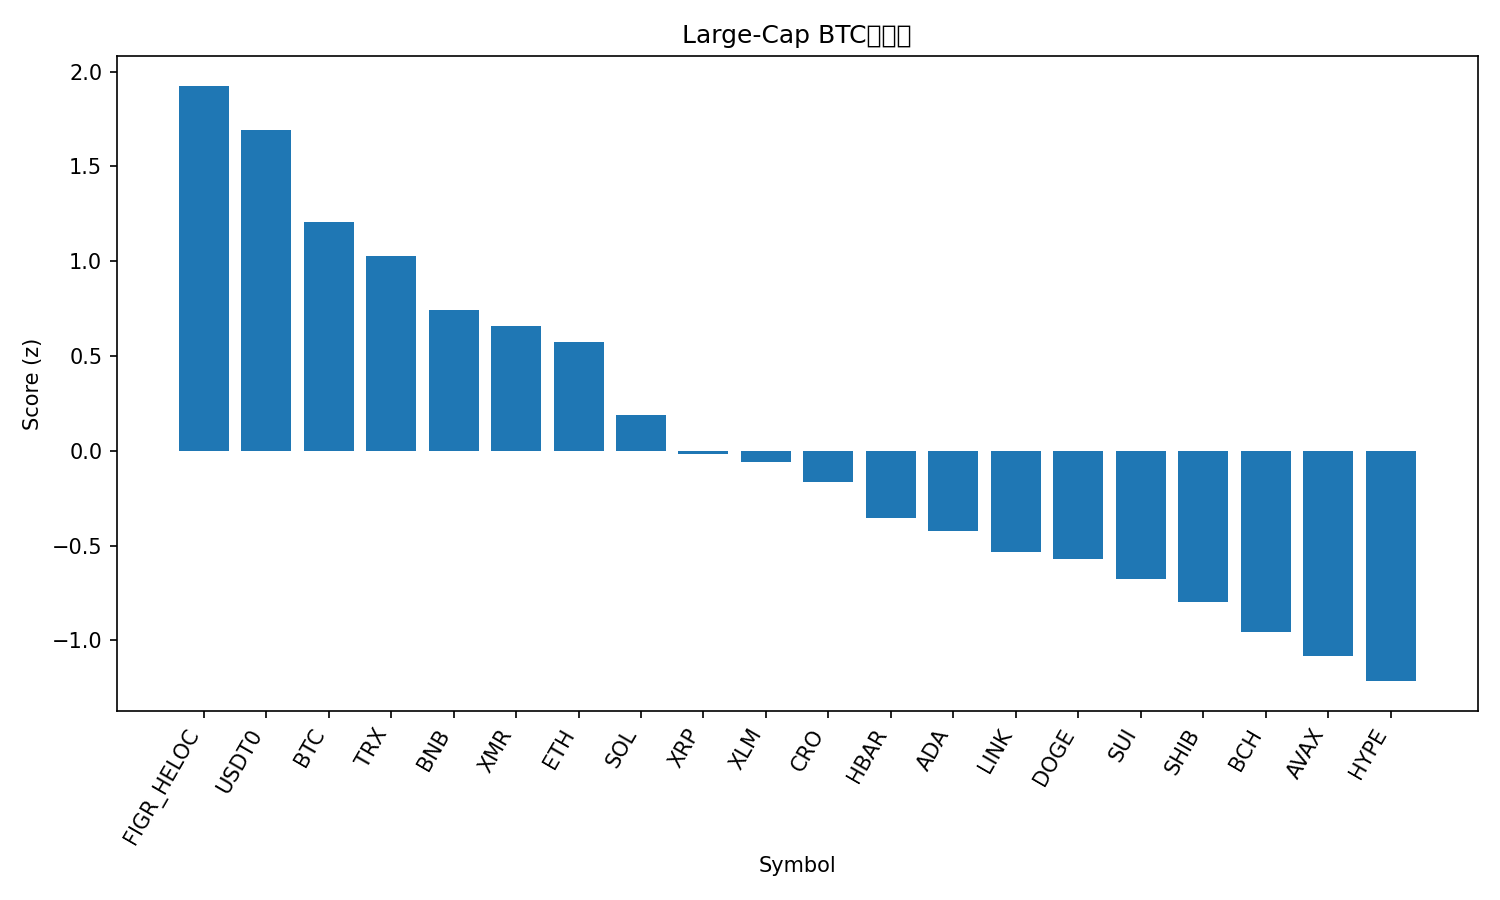 Large-Cap BTC
Score (z)
2.0
1.5
1.0
0.5
0.0
−0.5
−1.0
FIGR_HELOC
USDT0
BTC
TRX
BNB
XMR
ETH
SOL
XRP
XLM
CRO
HBAR
ADA
LINK
DOGE
SUI
SHIB
BCH
AVAX
HYPE
Symbol